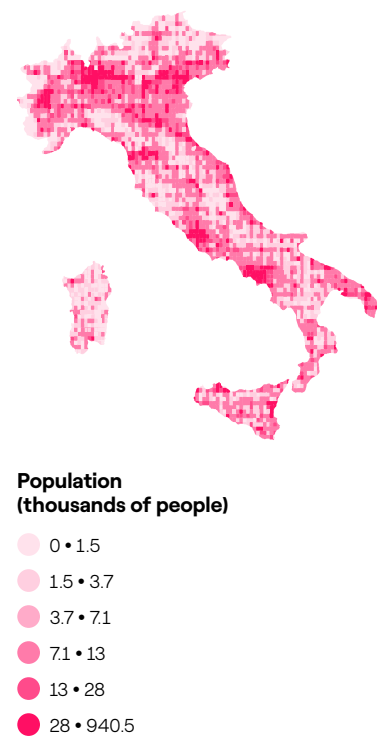 Population
(thousands of people)
0 • 1.5
1.5 • 3.7
3.7 • 7.1
7.1 • 13
13 • 28
28 • 940.5